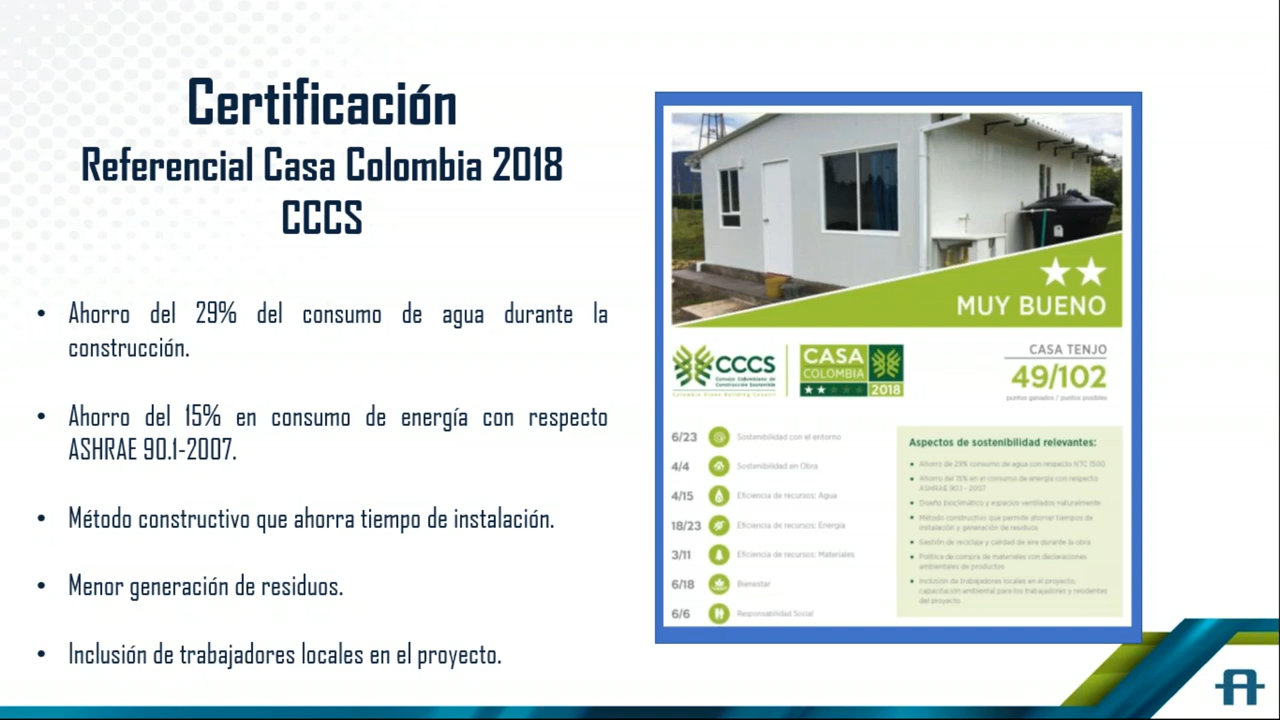 Certificación
Referencial Casa Colombia 2018
CCCS
• Ahorro del 29% del consumo de agua durante la
construcción.
• Ahorro del 15% en consumo de energía con respecto
ASHRAE 90.1-2007.
• Método constructivo que ahorra tiempo de instalación.
• Menor generación de residuos.
• Inclusión de trabajadores locales en el proyecto.
MUY BUENO
CCCS
Consejo Colombiano de
Construcción Sostenible
Colombia Green Building Council
CASA
COLOMBIA
2018
CASA TENJO
49/102
puntos ganados / puntos posibles
6/23 Sostenibilidad con el entorno
4/4 Sostenibilidad en Obra
4/15 Eficiencia de recursos: Agua
18/23 Eficiencia de recursos: Energía
3/11 Eficiencia de recursos: Materiales
6/18 Bienestar
6/6 Responsabilidad Social
Aspectos de sostenibilidad relevantes:
• Ahorro de 29% consumo de agua con respecto NTC 1500
• Ahorro del 15% en el consumo de energía con respecto
ASHRAE 90.1 - 2007
• Diseño bioclimático y espacios ventilados naturalmente
• Método constructivo que permite ahorrar tiempos de
instalación y generación de residuos
• Gestión de reciclaje y calidad de aire durante la obra
• Política de compra de materiales con declaraciones
ambientales de productos
• Inclusión de trabajadores locales en el proyecto,
capacitación ambiental para los trabajadores y residentes
del proyecto.